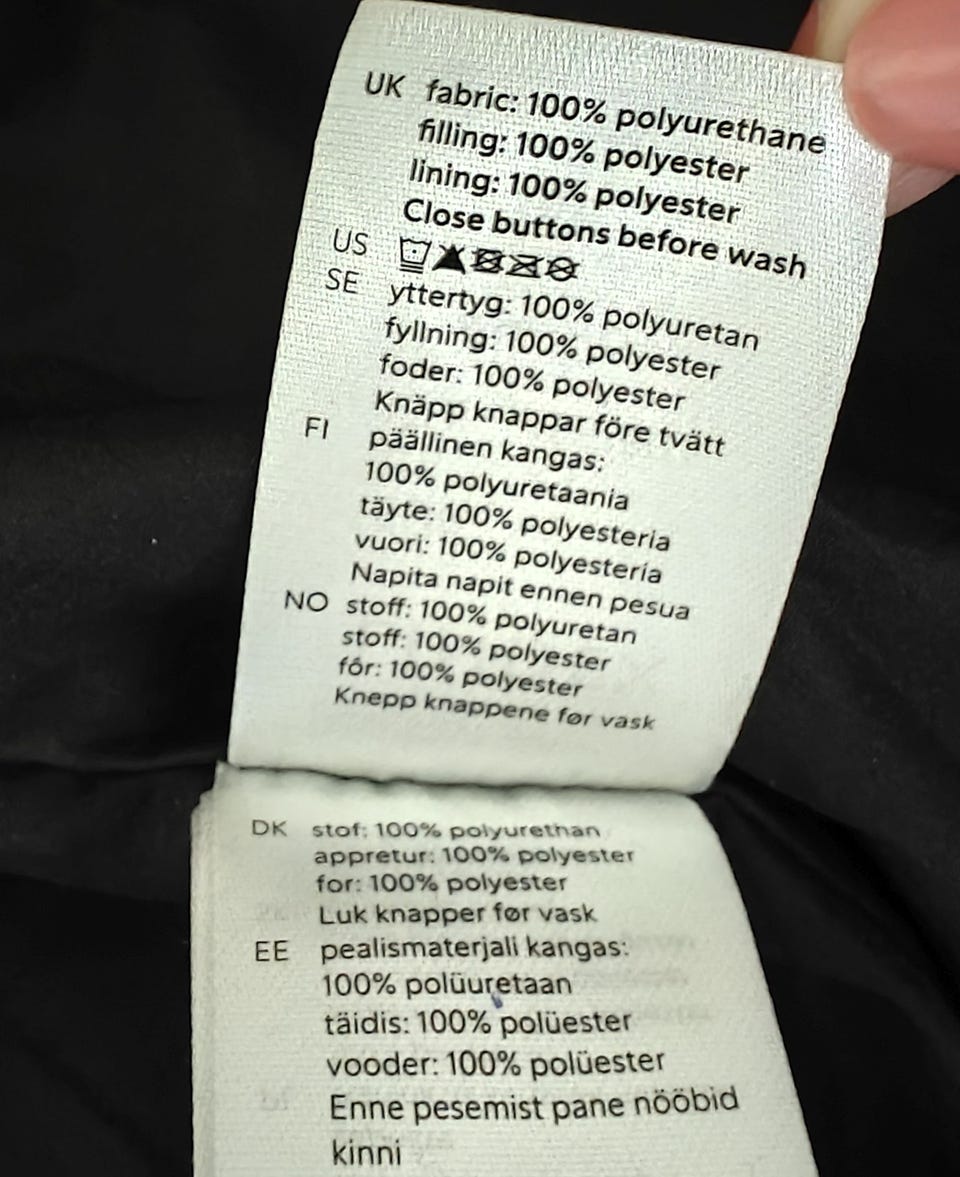 UK fabric: 100% polyurethane
filling: 100% polyester
lining: 100% polyester
Close buttons before wash
US
SE yttertyg: 100% polyuretan
fyllning: 100% polyester
foder: 100% polyester
Knäpp knappar före tvätt
FI päällinen kangas:
100% polyuretaania
täyte: 100% polyesteria
vuori: 100% polyesteria
Napita napit ennen pesua
NO stoff: 100% polyuretan
stoff: 100% polyester
fôr: 100% polyester
Knepp knappene før vask
DK stof: 100% polyurethan
appretur: 100% polyester
for: 100% polyester
Luk knapper før vask
EE pealismaterjali kangas:
100% polüuretaan
täidis: 100% polüester
vooder: 100% polüester
Enne pesemist pane nööbid
kinni